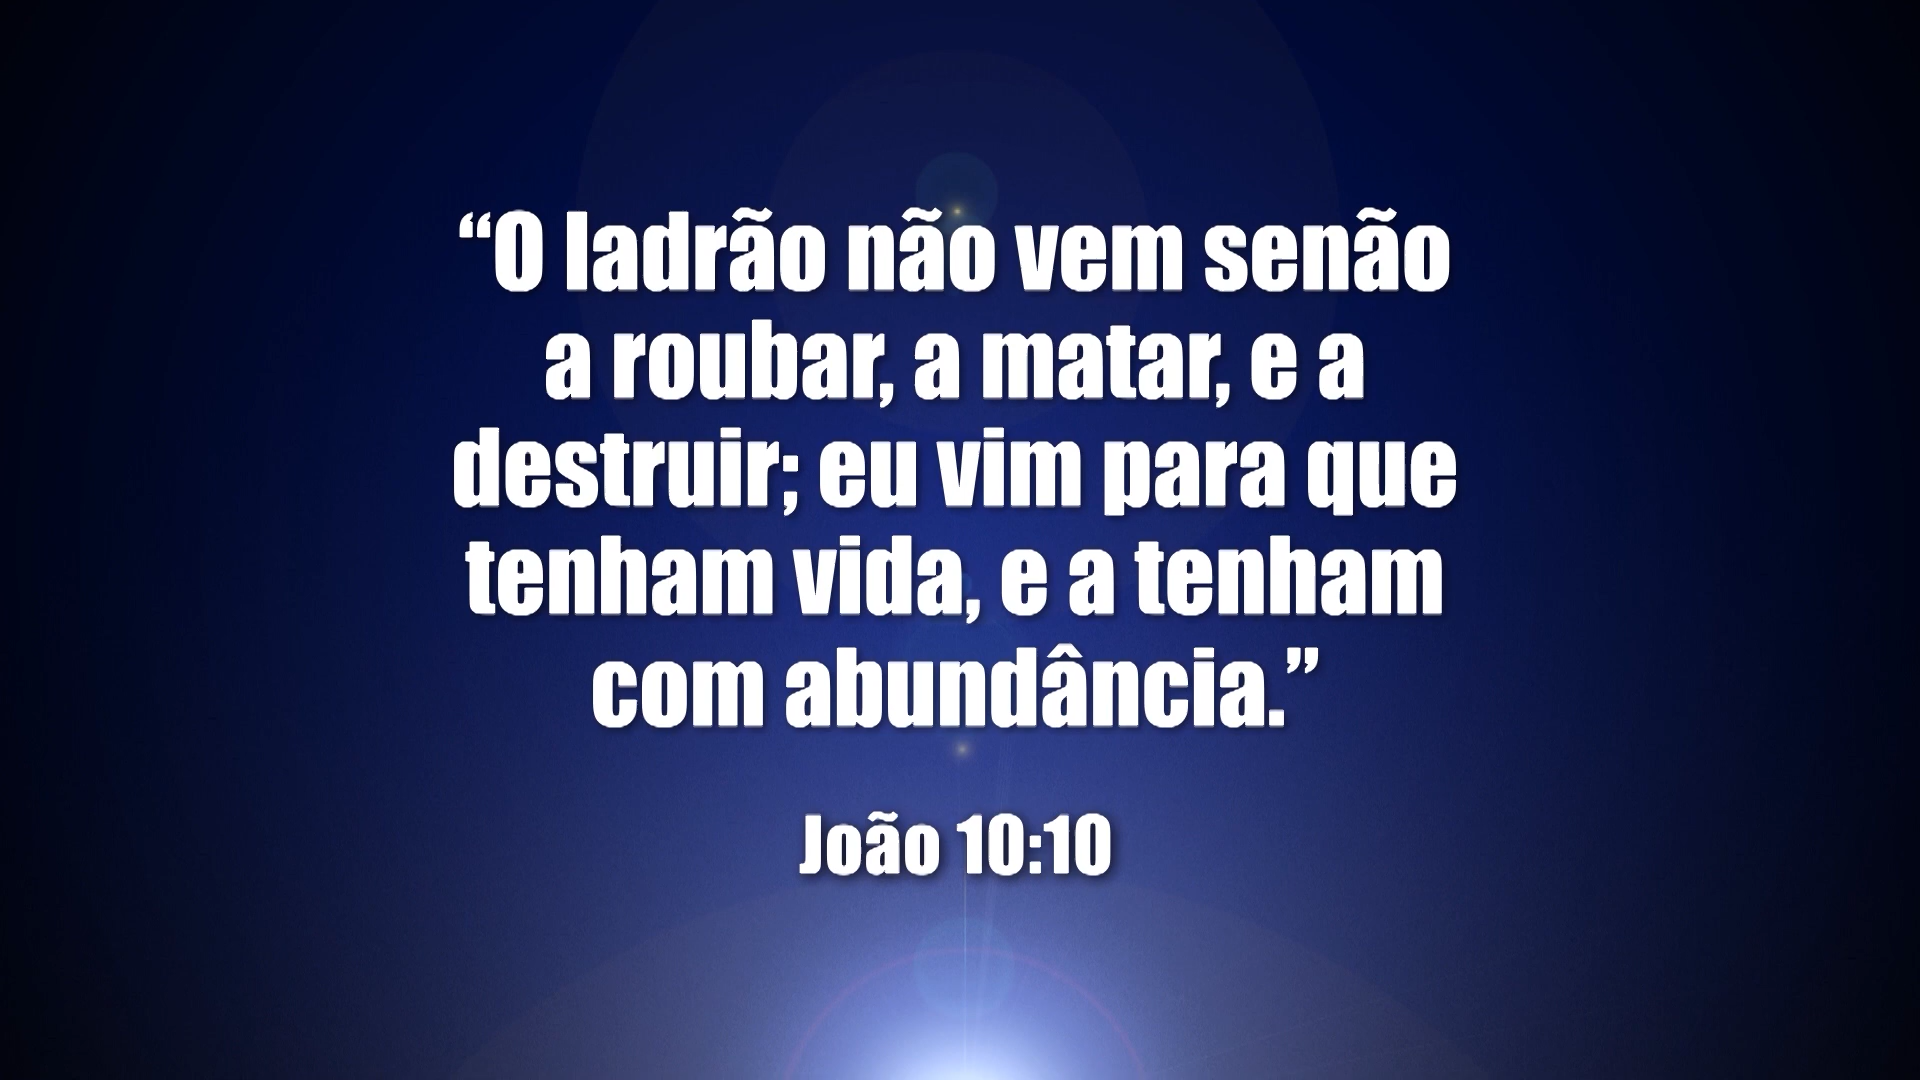 “O ladrão não vem senão
a roubar, a matar, e a
destruir; eu vim para que
tenham vida, e a tenham
com abundância.”
João 10:10